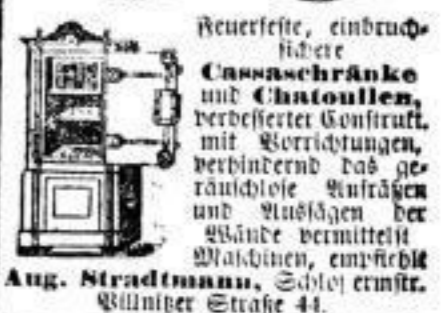 Feuerfeste, einbruch-
sichere
Cassaschränke
und Chatoullen,
verbesserter Construkt.
mit Vorrichtungen,
verhindernd das ge-
räuschlose Anfräßen
und Aussägen der
Wände vermittelst
Maschinen, empfiehlt
Aug. Stradtmann, Schlossermstr.
Pillnitzer Straße 44.